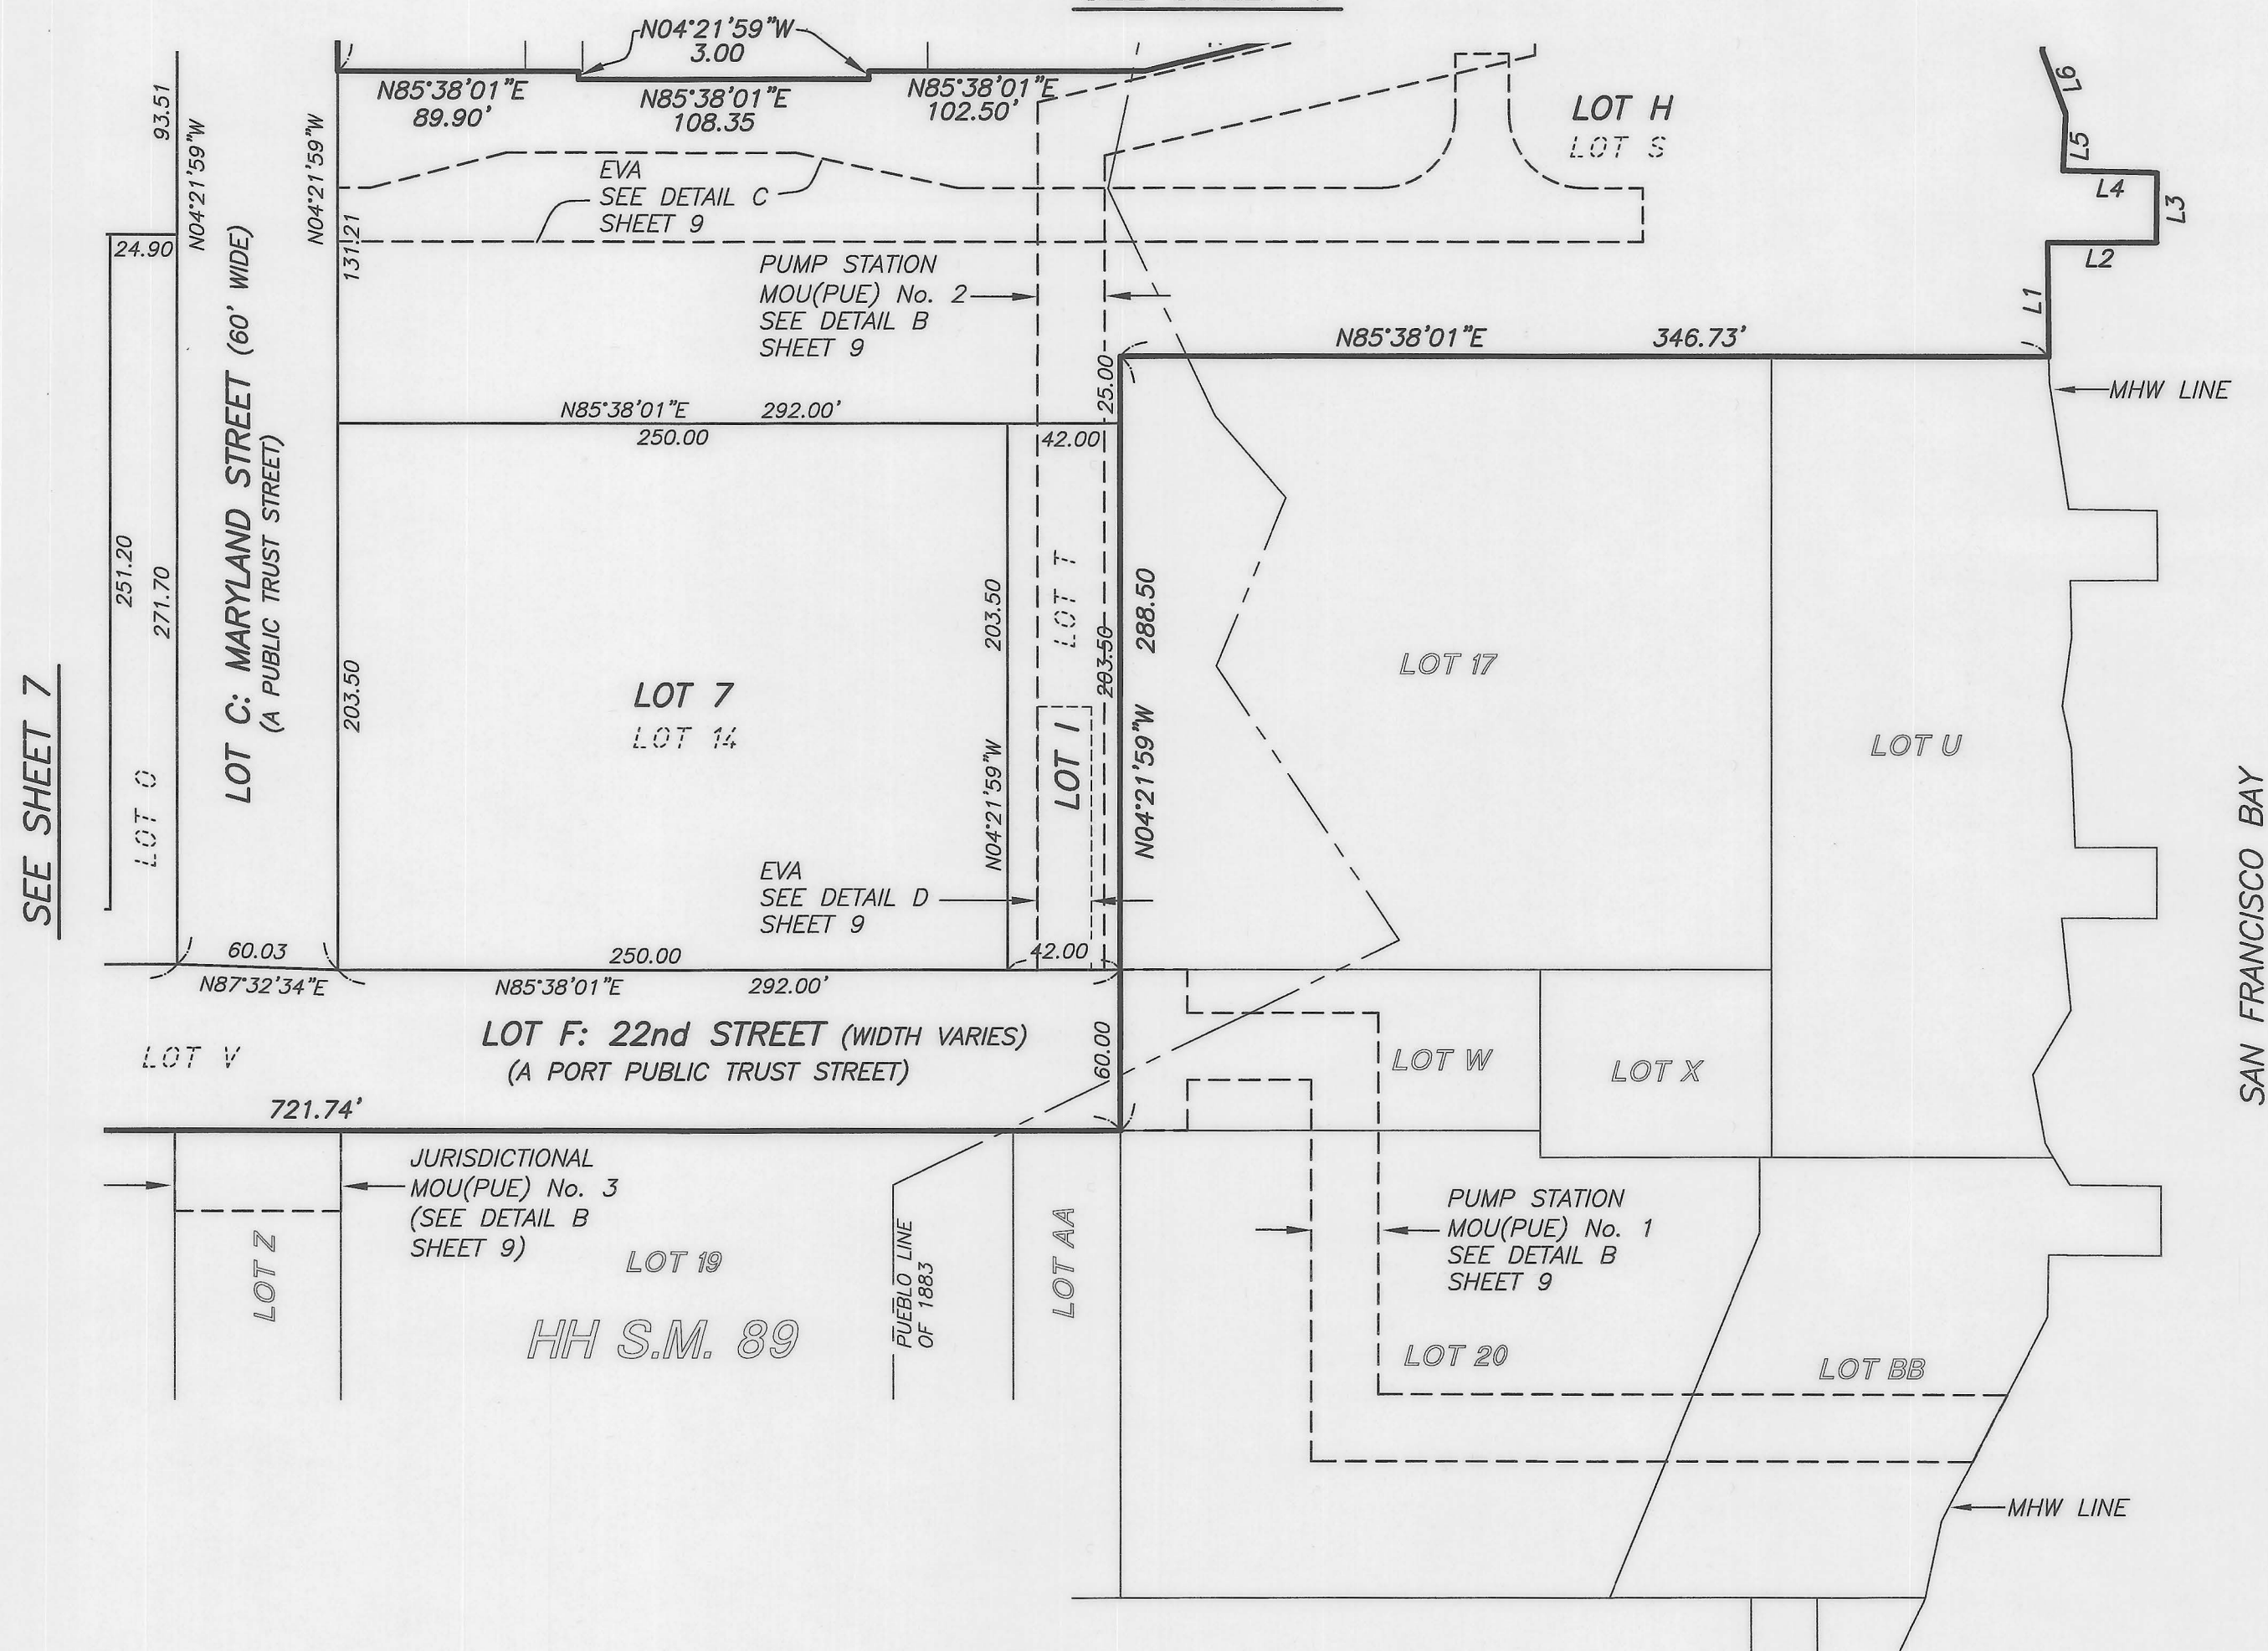 N04°21'59"W
3.00
N85°38'01"E
89.90'
N85°38'01"E
108.35
N85°38'01"E
102.50'
LOT H
LOT S
L6
L5
L4
L3
L2
L1
93.51
N04°21'59"W
N04°21'59"W
131.21
24.90
EVA
SEE DETAIL C
SHEET 9
PUMP STATION
MOU(PUE) No. 2
SEE DETAIL B
SHEET 9
N85°38'01"E 346.73'
MHW LINE
25.00
N85°38'01"E 292.00'
250.00
42.00
251.20
271.70
LOT C: MARYLAND STREET (60' WIDE)
(A PUBLIC TRUST STREET)
203.50
203.50
LOT T
203.50
288.50
N04°21'59"W
LOT 7
LOT 14
LOT I
N04°21'59"W
LOT 17
LOT U
SEE SHEET 7
LOT O
SAN FRANCISCO BAY
EVA
SEE DETAIL D
SHEET 9
60.03
N87°32'34"E
250.00
42.00
N85°38'01"E 292.00'
LOT F: 22nd STREET (WIDTH VARIES)
(A PORT PUBLIC TRUST STREET)
60.00
LOT V
LOT W
LOT X
721.74'
JURISDICTIONAL
MOU(PUE) No. 3
(SEE DETAIL B
SHEET 9)
LOT Z
LOT 19
HH S.M. 89
PUEBLO LINE
OF 1883
LOT AA
PUMP STATION
MOU(PUE) No. 1
SEE DETAIL B
SHEET 9
LOT 20
LOT BB
MHW LINE